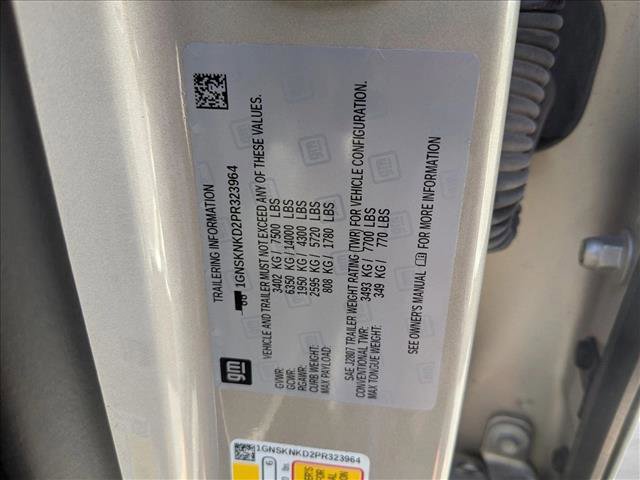 TRAILERING INFORMATION
1GNSKNKD2PR323964
VEHICLE AND TRAILER MUST NOT EXCEED ANY OF THESE VALUES.
GVWR: 3402 KG / 7500 LBS
GCWR: 6350 KG / 14000 LBS
RGAWR: 1950 KG / 4300 LBS
CURB WEIGHT: 2595 KG / 5720 LBS
MAX PAYLOAD: 808 KG / 1780 LBS
SAE J2807 TRAILER WEIGHT RATING (TWR) FOR VEHICLE CONFIGURATION.
CONVENTIONAL TWR: 3493 KG / 7700 LBS
MAX TONGUE WEIGHT: 349 KG / 770 LBS
SEE OWNER'S MANUAL FOR MORE INFORMATION
gm
1GNSKNKD2PR323964